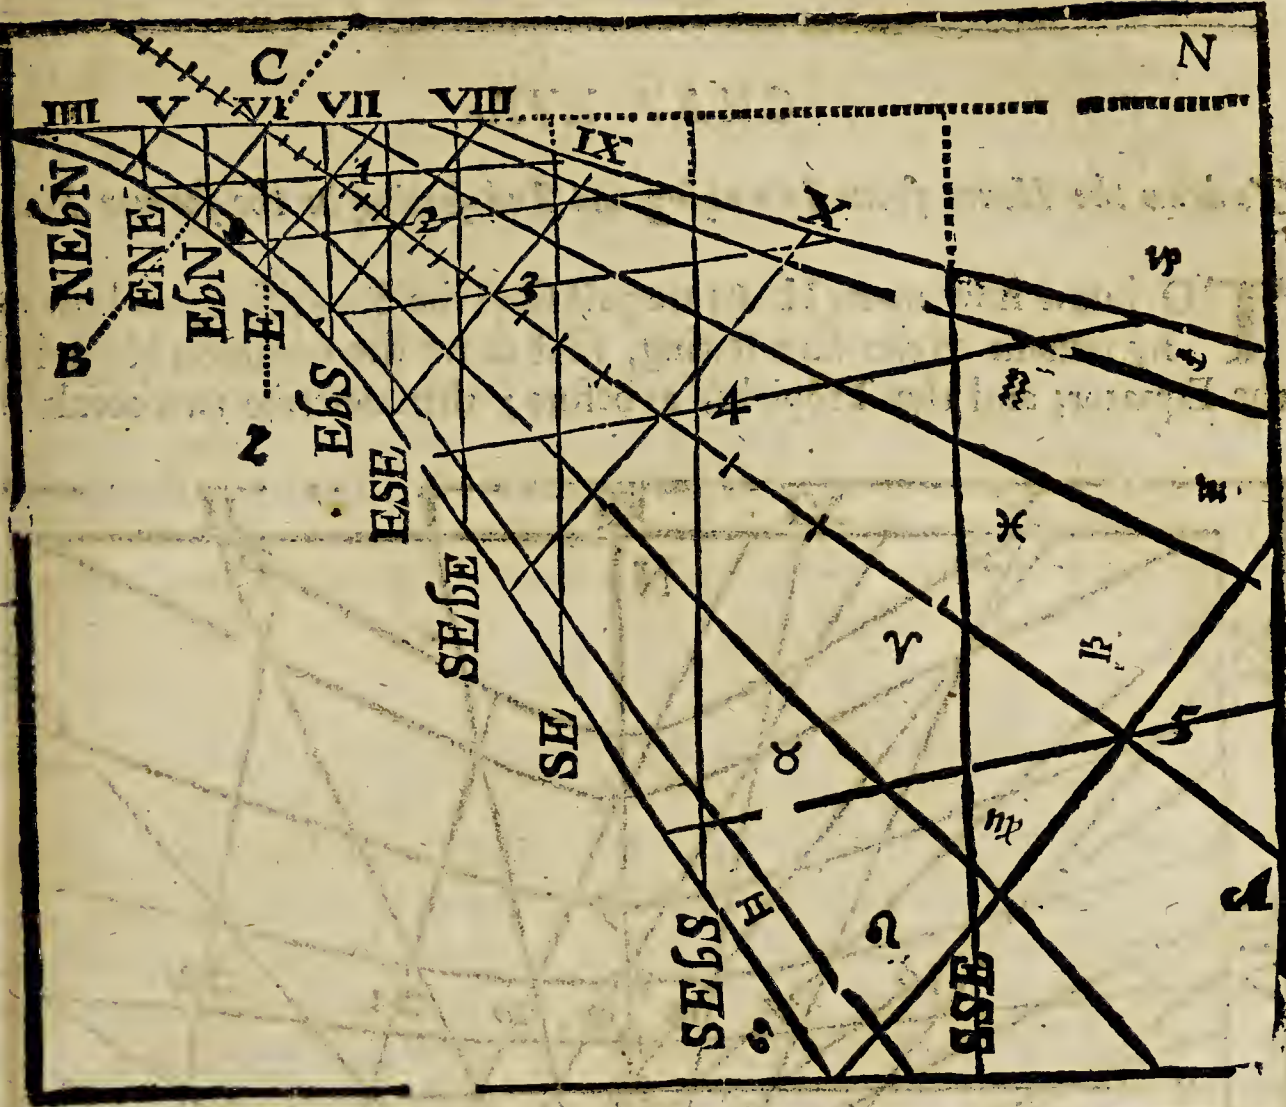 N
C
IIII V VI VII VIII
IX
X
1
2
3
4
5
NEbN
ENE
EbN
E
B
Z
EbS
ESE
SEbE
SE
SEbS
SSE
A
♑
♒
♓
♈
♉
♊
♋
♌
♍
♎
♏